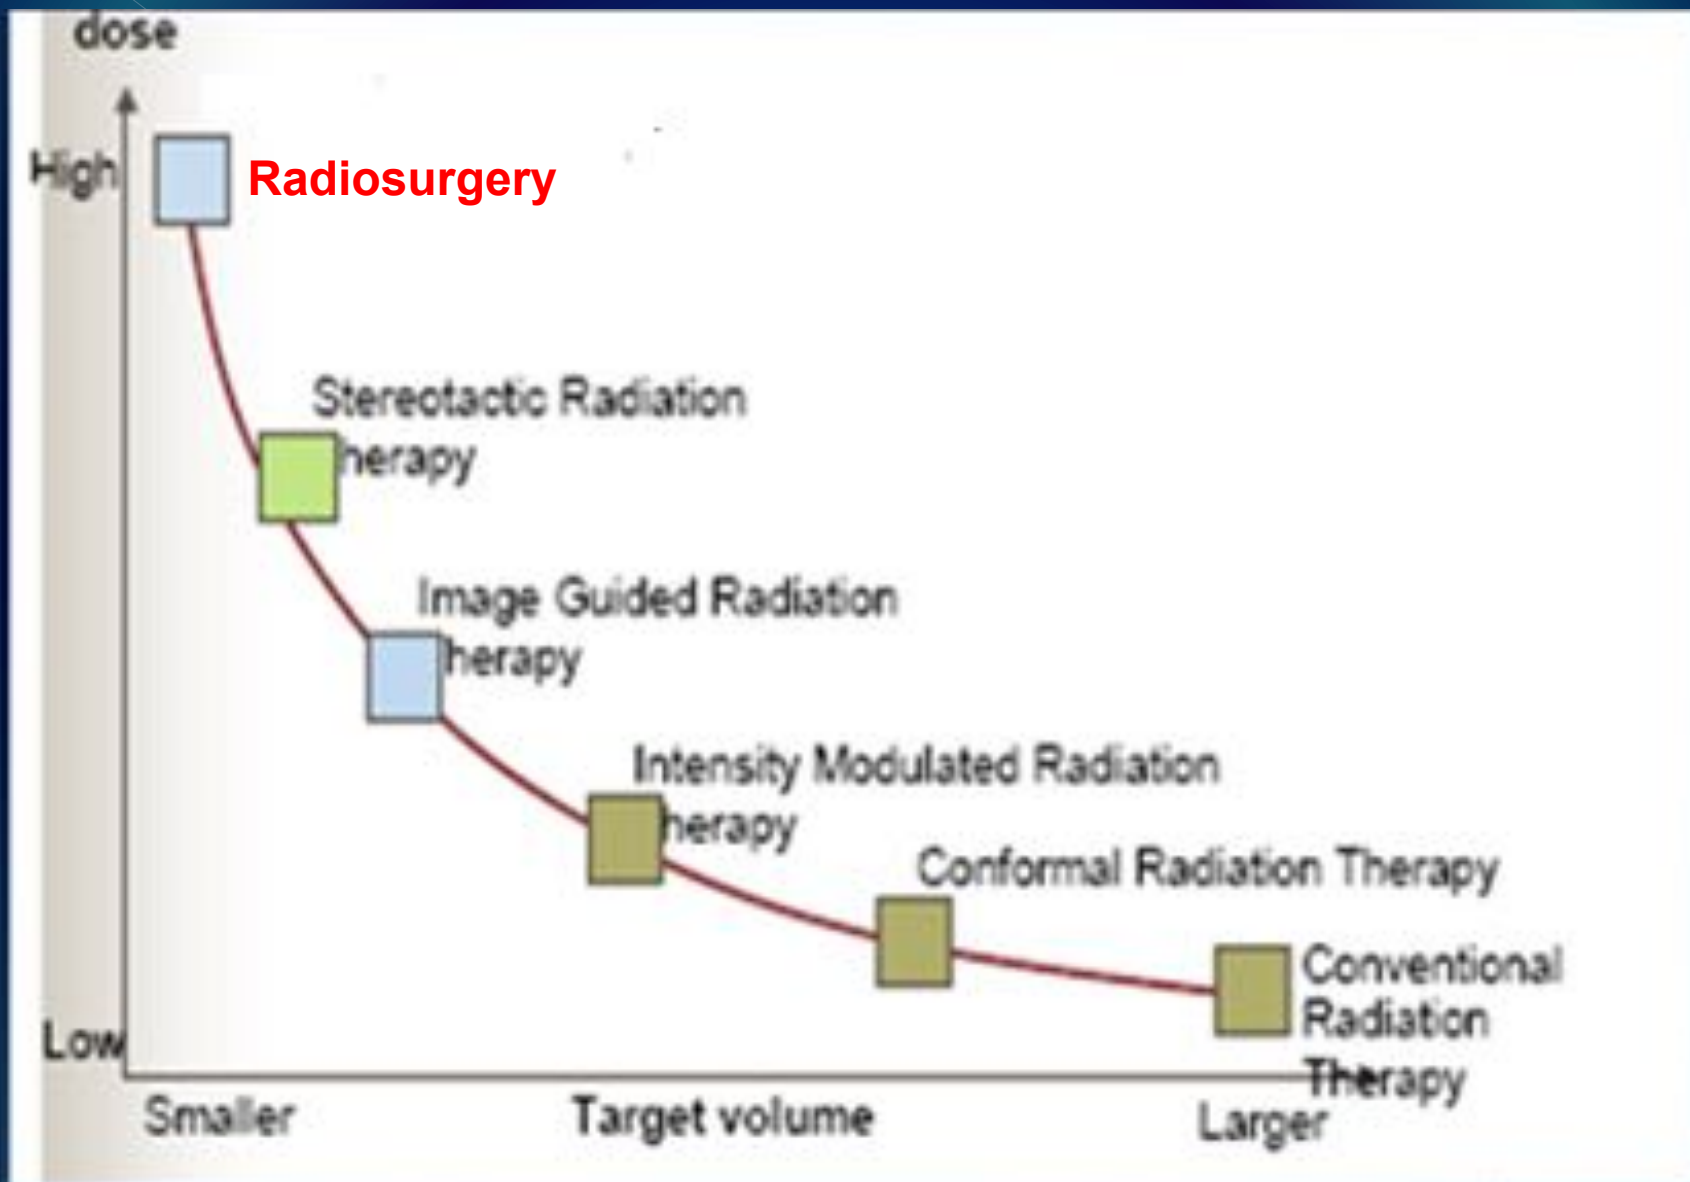 dose
High
Radiosurgery
Stereotactic Radiation
herapy
Image Guided Radiation
herapy
Intensity Modulated Radiation
herapy
Conformal Radiation Therapy
Conventional
Radiation
Therapy
Low
Smaller
Target volume
Larger